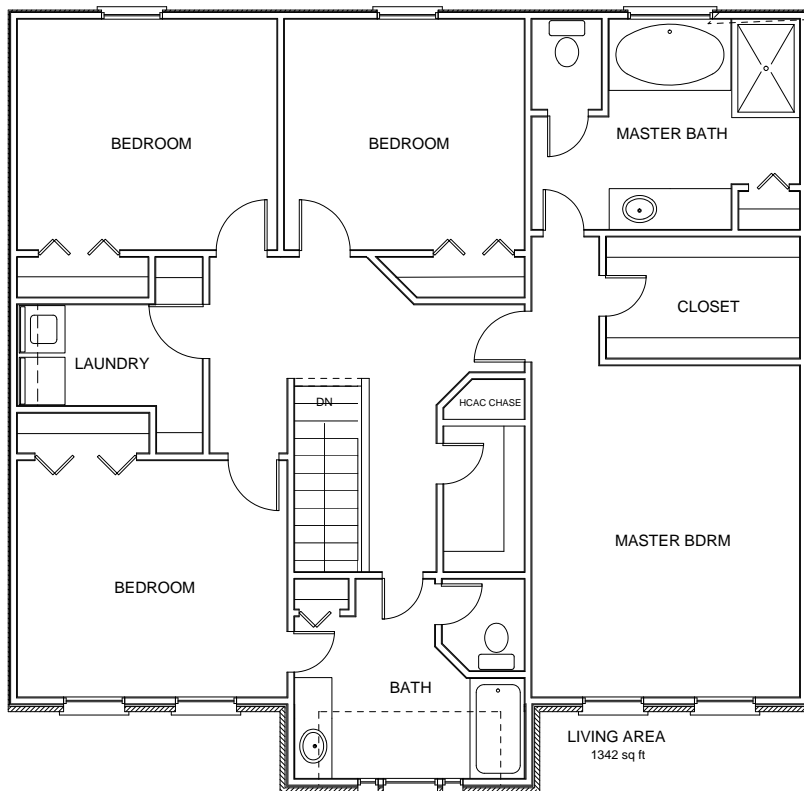 BEDROOM
BEDROOM
MASTER BATH
CLOSET
LAUNDRY
DN
HCAC CHASE
MASTER BDRM
BEDROOM
BATH
LIVING AREA
1342 sq ft